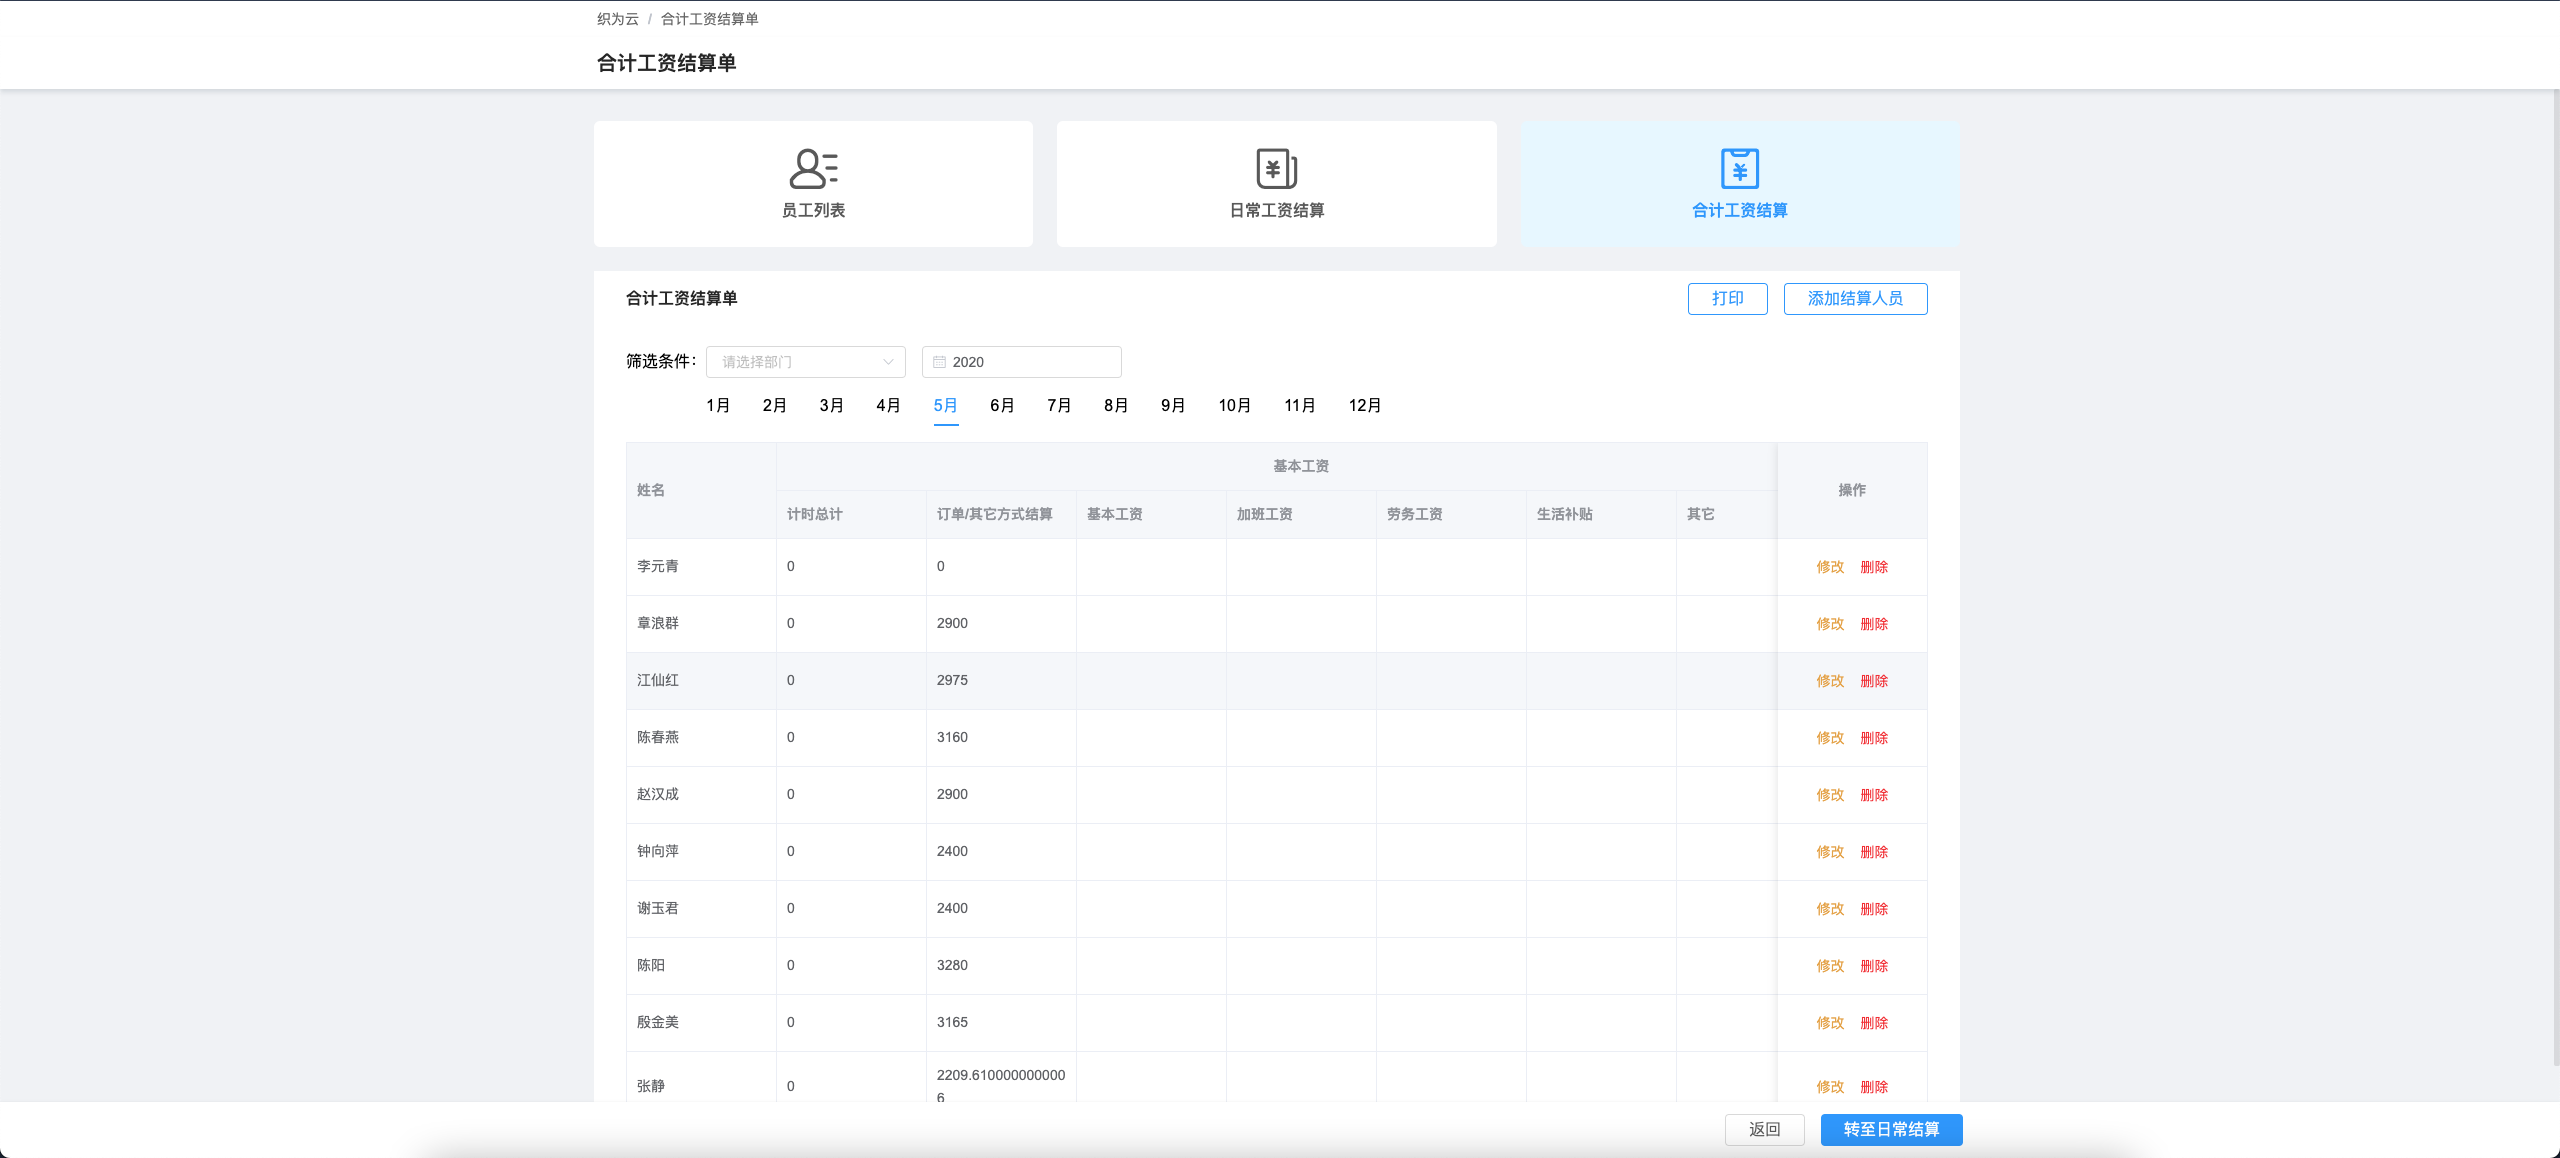 织为云 / 合计工资结算单
合计工资结算单
员工列表
日常工资结算
合计工资结算
合计工资结算单 打印 添加结算人员
筛选条件: 请选择部门 2020
1月 2月 3月 4月 5月 6月 7月 8月 9月 10月 11月 12月
姓名 基本工资 操作
计时总计 订单/其它方式结算 基本工资 加班工资 劳务工资 生活补贴 其它
李元青 0 0 修改 删除
章浪群 0 2900 修改 删除
江仙红 0 2975 修改 删除
陈春燕 0 3160 修改 删除
赵汉成 0 2900 修改 删除
钟向萍 0 2400 修改 删除
谢玉君 0 2400 修改 删除
陈阳 0 3280 修改 删除
殷金美 0 3165 修改 删除
张静 0 2209.610000000000 修改 删除
6
返回 转至日常结算